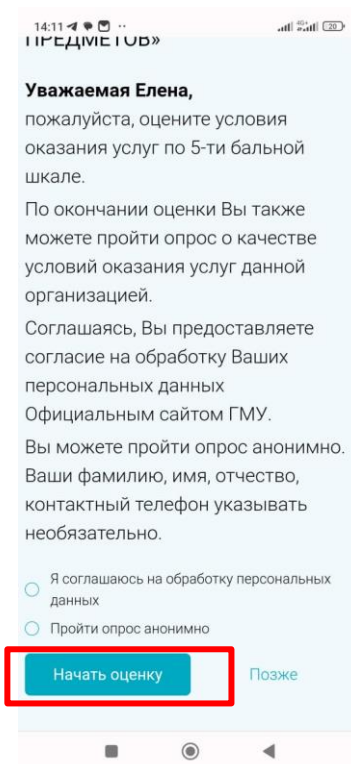 14:11
4G+
20
ПРЕДМЕТОВ»
Уважаемая Елена,
пожалуйста, оцените условия
оказания услуг по 5-ти бальной
шкале.
По окончании оценки Вы также
можете пройти опрос о качестве
условий оказания услуг данной
организацией.
Соглашаясь, Вы предоставляете
согласие на обработку Ваших
персональных данных
Официальным сайтом ГМУ.
Вы можете пройти опрос анонимно.
Ваши фамилию, имя, отчество,
контактный телефон указывать
необязательно.
Я соглашаюсь на обработку персональных
данных
Пройти опрос анонимно
Начать оценку
Позже